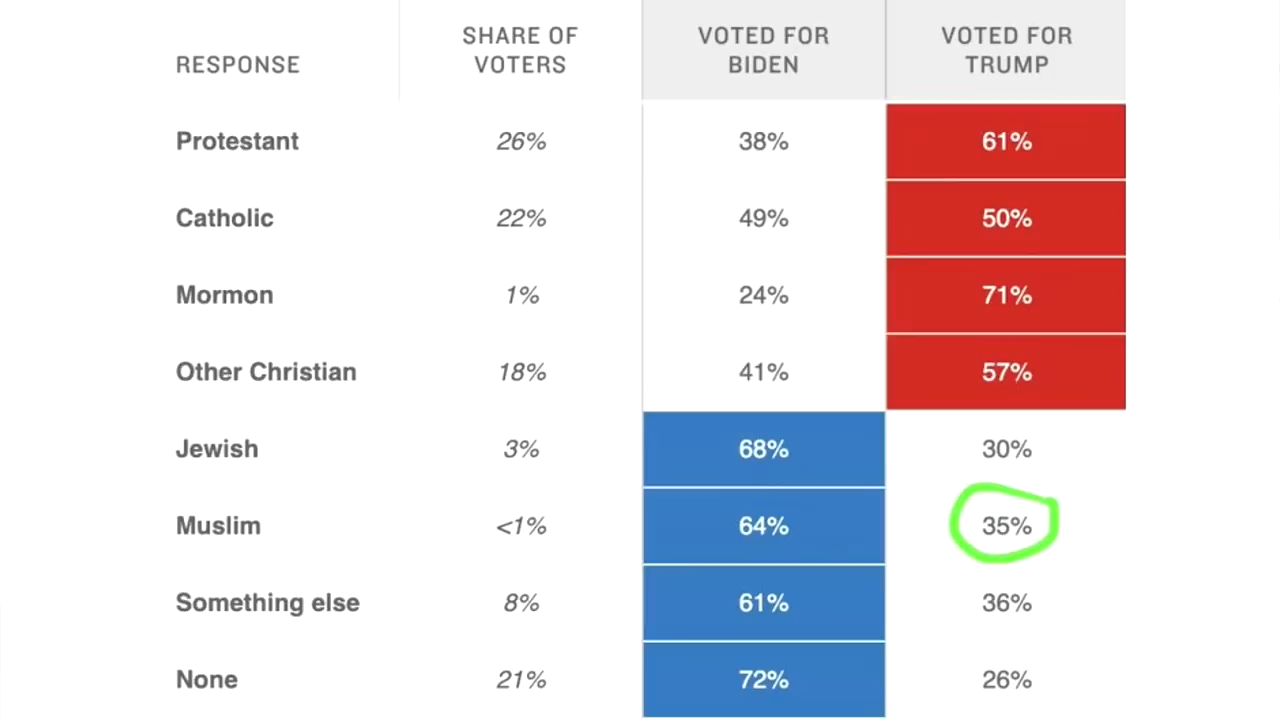 RESPONSE SHARE OF VOTERS VOTED FOR BIDEN VOTED FOR TRUMP
Protestant 26% 38% 61%
Catholic 22% 49% 50%
Mormon 1% 24% 71%
Other Christian 18% 41% 57%
Jewish 3% 68% 30%
Muslim <1% 64% 35%
Something else 8% 61% 36%
None 21% 72% 26%